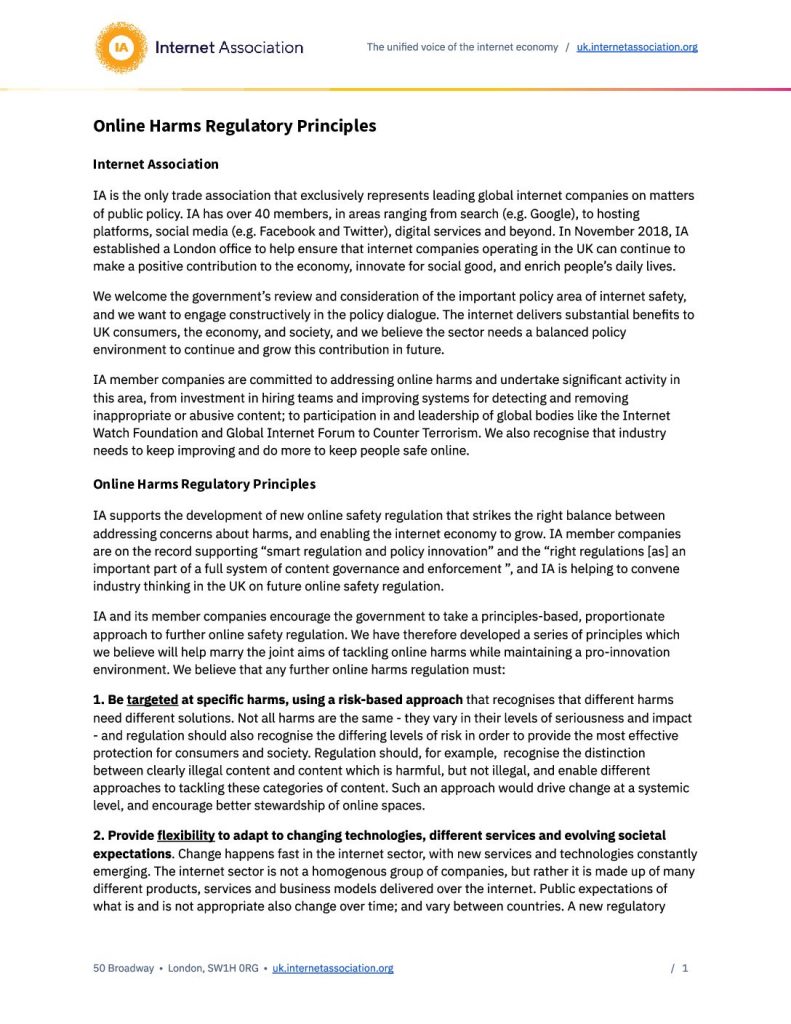 IA
Internet Association
The unified voice of the internet economy / uk.internetassociation.org
Online Harms Regulatory Principles
Internet Association
IA is the only trade association that exclusively represents leading global internet companies on matters
of public policy. IA has over 40 members, in areas ranging from search (e.g. Google), to hosting
platforms, social media (e.g. Facebook and Twitter), digital services and beyond. In November 2018, IA
established a London office to help ensure that internet companies operating in the UK can continue to
make a positive contribution to the economy, innovate for social good, and enrich people’s daily lives.
We welcome the government’s review and consideration of the important policy area of internet safety,
and we want to engage constructively in the policy dialogue. The internet delivers substantial benefits to
UK consumers, the economy, and society, and we believe the sector needs a balanced policy
environment to continue and grow this contribution in future.
IA member companies are committed to addressing online harms and undertake significant activity in
this area, from investment in hiring teams and improving systems for detecting and removing
inappropriate or abusive content; to participation in and leadership of global bodies like the Internet
Watch Foundation and Global Internet Forum to Counter Terrorism. We also recognise that industry
needs to keep improving and do more to keep people safe online.
Online Harms Regulatory Principles
IA supports the development of new online safety regulation that strikes the right balance between
addressing concerns about harms, and enabling the internet economy to grow. IA member companies
are on the record supporting “smart regulation and policy innovation” and the “right regulations [as] an
important part of a full system of content governance and enforcement ”, and IA is helping to convene
industry thinking in the UK on future online safety regulation.
IA and its member companies encourage the government to take a principles-based, proportionate
approach to further online safety regulation. We have therefore developed a series of principles which
we believe will help marry the joint aims of tackling online harms while maintaining a pro-innovation
environment. We believe that any further online harms regulation must:
1. Be targeted at specific harms, using a risk-based approach that recognises that different harms
need different solutions. Not all harms are the same - they vary in their levels of seriousness and impact
- and regulation should also recognise the differing levels of risk in order to provide the most effective
protection for consumers and society. Regulation should, for example, recognise the distinction
between clearly illegal content and content which is harmful, but not illegal, and enable different
approaches to tackling these categories of content. Such an approach would drive change at a systemic
level, and encourage better stewardship of online spaces.
2. Provide flexibility to adapt to changing technologies, different services and evolving societal
expectations. Change happens fast in the internet sector, with new services and technologies constantly
emerging. The internet sector is not a homogenous group of companies, but rather it is made up of many
different products, services and business models delivered over the internet. Public expectations of
what is and is not appropriate also change over time; and vary between countries. A new regulatory
50 Broadway • London, SW1H 0RG • uk.internetassociation.org
/ 1